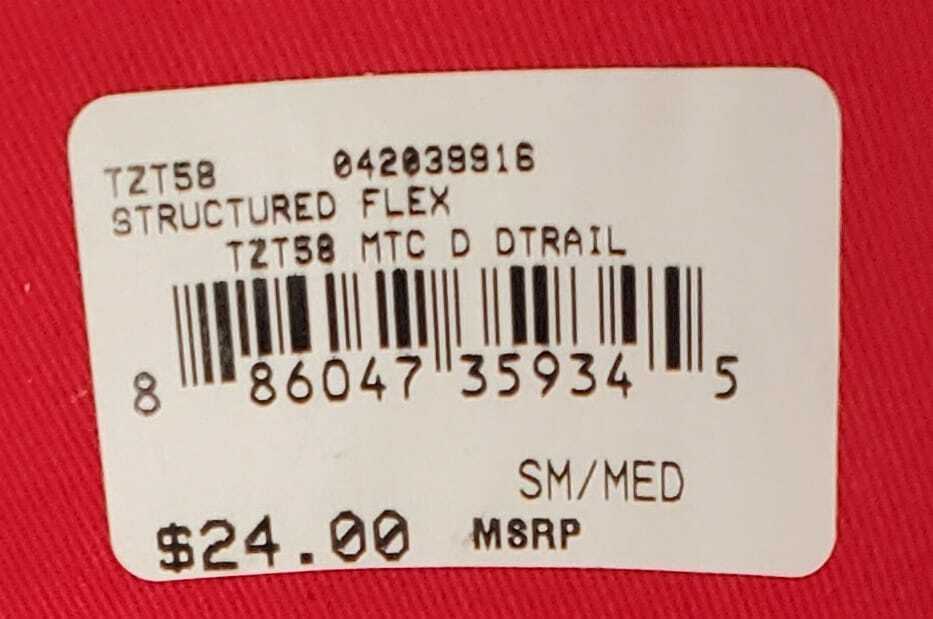 TZT58 042039916
STRUCTURED FLEX
TZT58 MTC D DTRAIL
8 86047 35934 5
SM/MED
$24.00 MSRP